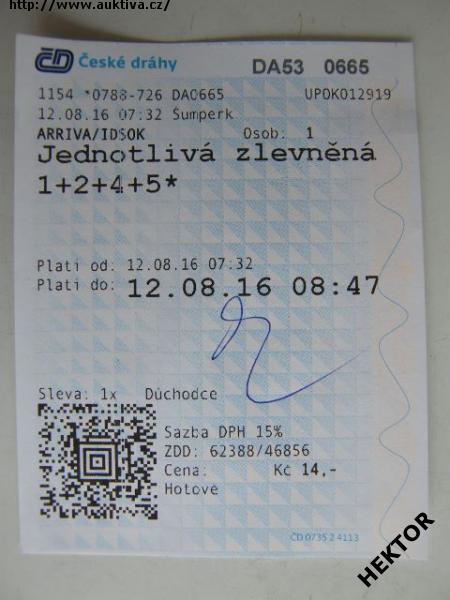 http://www.auktiva.cz/
ČD České dráhy
DA53 0665
1154 *0788-726 DA0665 UPOK012919
12.08.16 07:32 Šumperk
ARRIVA/IDSOK Osob: 1
Jednotlivá zlevněná
1+2+4+5*
Platí od: 12.08.16 07:32
Platí do: 12.08.16 08:47
Sleva: 1x Důchodce
Sazba DPH 15%
ZDD: 62388/46856
Cena: Kč 14,-
Hotově
ČD 0735 2 4113
HEKTOR